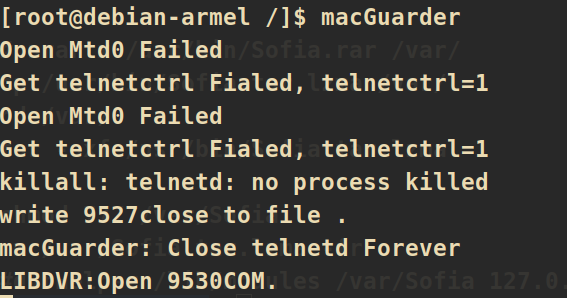 [root@debian-armel /]$ macGuarder
Open Mtd0 Failed
Get telnetctrl Fialed, telnetctrl=1
Open Mtd0 Failed
Get telnetctrl Fialed, telnetctrl=1
killall: telnetd: no process killed
write 9527close to file .
macGuarder: Close telnetd Forever
LIBDVR:Open 9530COM.